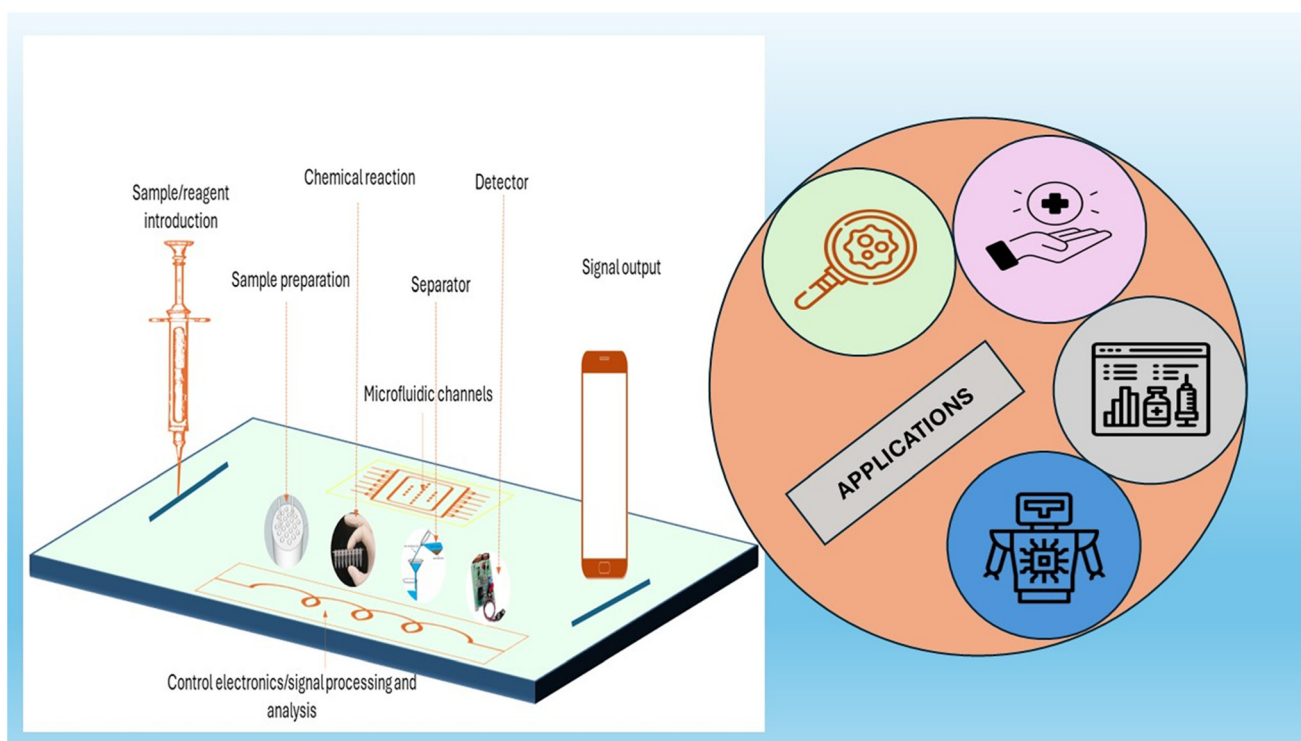 Sample/reagent
introduction
Chemical reaction
Detector
Sample preparation
Separator
Signal output
Microfluidic channels
Control electronics/signal processing and
analysis
APPLICATIONS